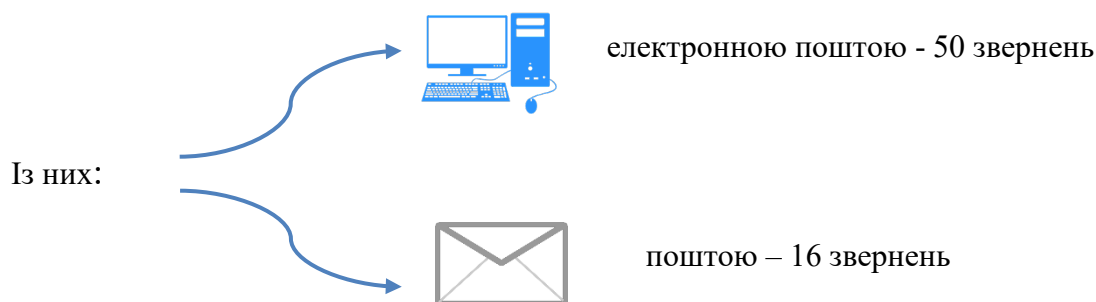 електронною поштою - 50 звернень
Із них:
поштою – 16 звернень